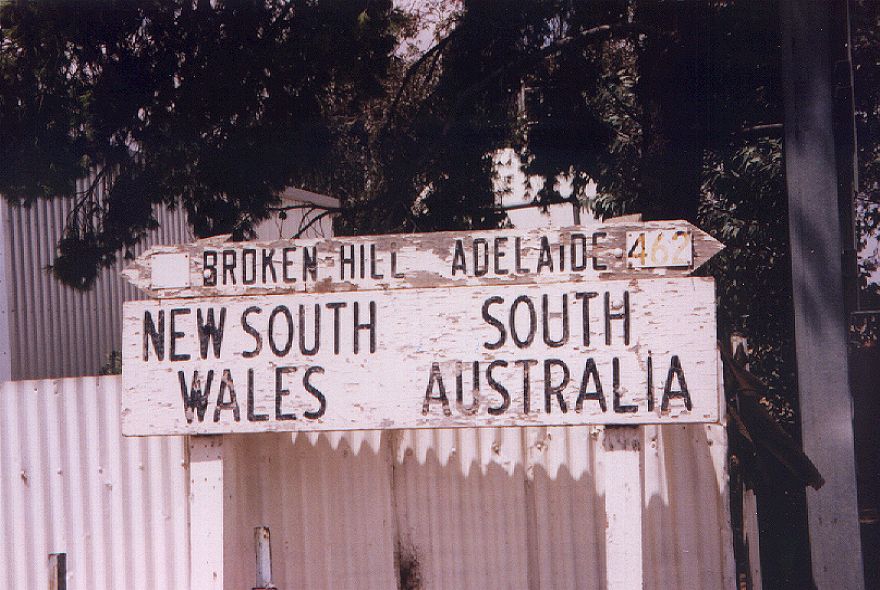 BROKEN HILL ADELAIDE 462
NEW SOUTH WALES
SOUTH AUSTRALIA